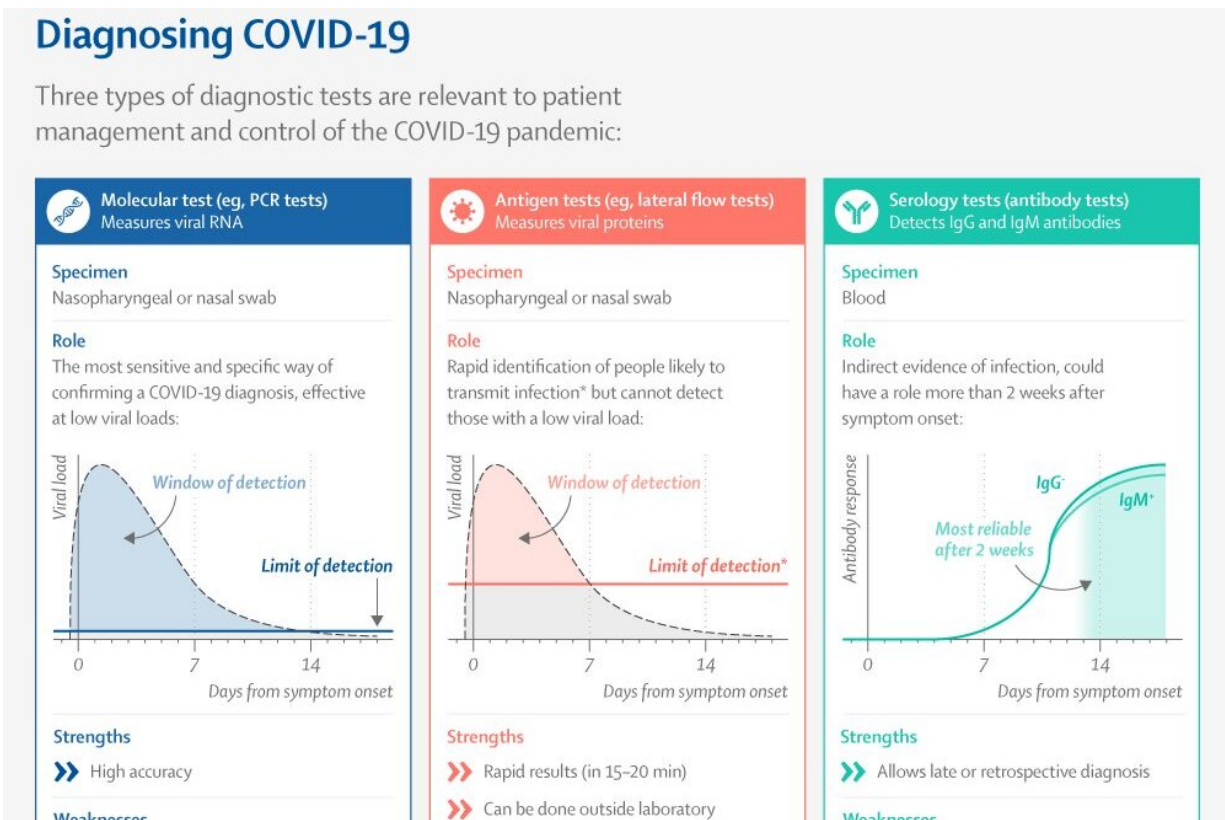 Diagnosing COVID-19
Three types of diagnostic tests are relevant to patient
management and control of the COVID-19 pandemic:
Molecular test (eg, PCR tests)
Measures viral RNA
Specimen
Nasopharyngeal or nasal swab
Role
The most sensitive and specific way of
confirming a COVID-19 diagnosis, effective
at low viral loads:
Viral load
Window of detection
Limit of detection
0 7 14
Days from symptom onset
Strengths
High accuracy
Weaknesses
Antigen tests (eg, lateral flow tests)
Measures viral proteins
Specimen
Nasopharyngeal or nasal swab
Role
Rapid identification of people likely to
transmit infection* but cannot detect
those with a low viral load:
Viral load
Window of detection
Limit of detection*
0 7 14
Days from symptom onset
Strengths
Rapid results (in 15–20 min)
Can be done outside laboratory
Serology tests (antibody tests)
Detects IgG and IgM antibodies
Specimen
Blood
Role
Indirect evidence of infection, could
have a role more than 2 weeks after
symptom onset:
Antibody response
IgG-
IgM+
Most reliable
after 2 weeks
0 7 14
Days from symptom onset
Strengths
Allows late or retrospective diagnosis
Weaknesses